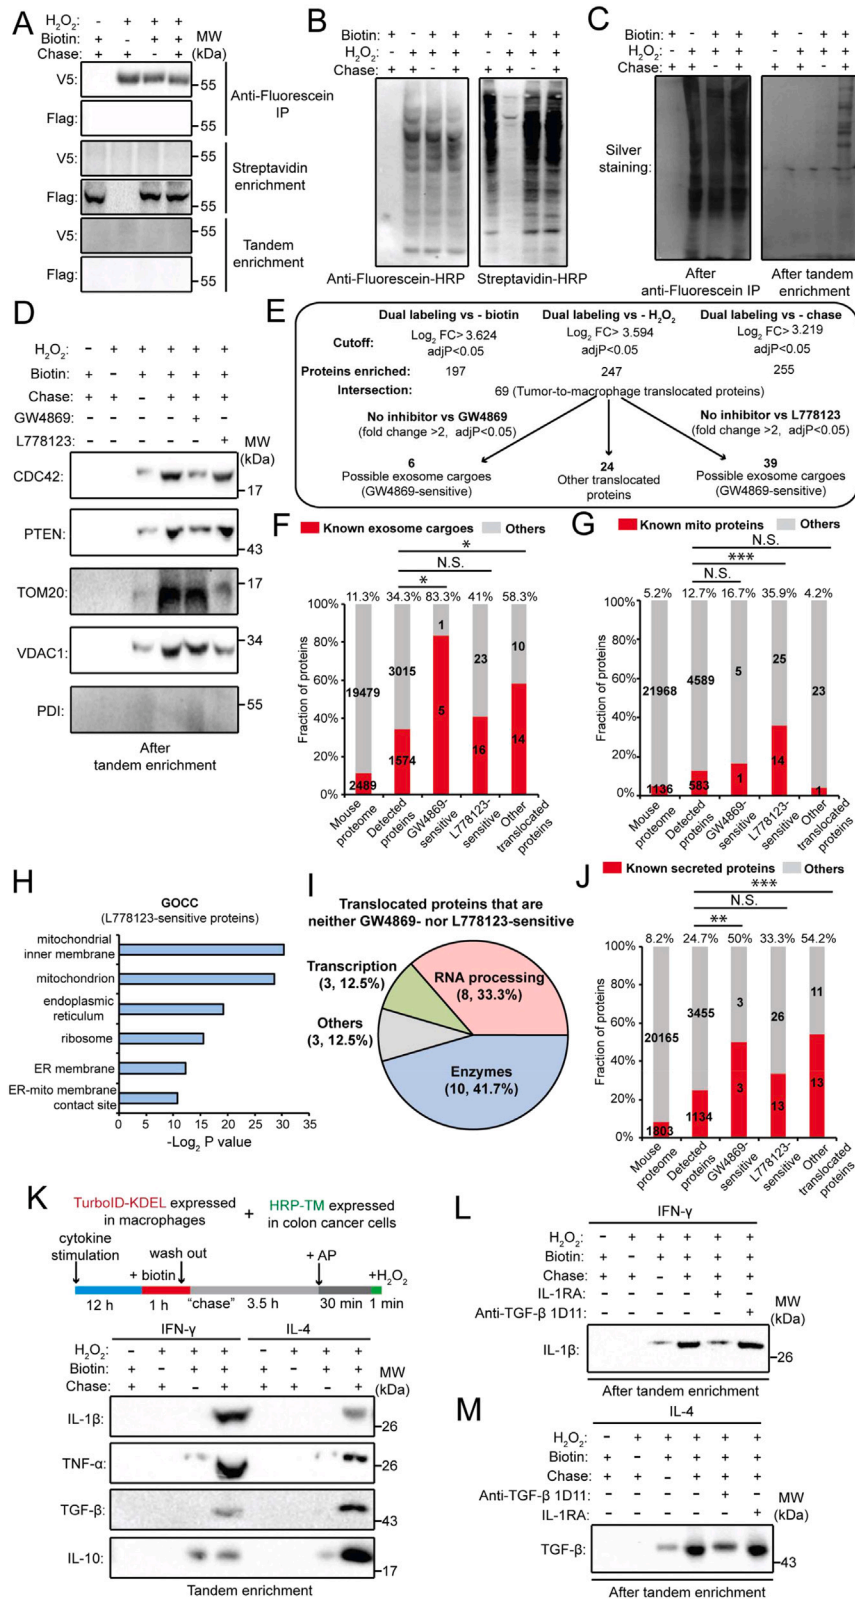 A
H2O2: - + + +
Biotin: + - + +
Chase: + + - +
MW (kDa)
V5:
55
Flag:
55
Anti-Fluorescein IP
V5:
55
Flag:
55
Streptavidin enrichment
V5:
55
Flag:
55
Tandem enrichment
B
Biotin: + - + + + - + +
H2O2: - + + + - + + +
Chase: + + - + + + - +
Anti-Fluorescein-HRP
Streptavidin-HRP
C
Biotin:
H2O2:
Chase:
Silver staining:
After anti-Fluorescein IP
After tandem enrichment
D
H2O2: - + + + + +
Biotin: + - + + + +
Chase: + + - + + +
GW4869: - - - - + -
L778123: - - - - - +
MW (kDa)
CDC42:
17
PTEN:
43
TOM20:
17
VDAC1:
34
PDI:
55
After tandem enrichment
E
Dual labeling vs - biotin
Dual labeling vs - H2O2
Dual labeling vs - chase
Cutoff:
Log2 FC> 3.624 adjP<0.05
Log2 FC> 3.594 adjP<0.05
Log2 FC> 3.219 adjP<0.05
Proteins enriched: 197 247 255
Intersection: 69 (Tumor-to-macrophage translocated proteins)
No inhibitor vs GW4869
(fold change >2, adjP<0.05)
No inhibitor vs L778123
(fold change >2, adjP<0.05)
6
Possible exosome cargoes
(GW4869-sensitive)
24
Other translocated proteins
39
Possible exosome cargoes
(GW4869-sensitive)
F
Known exosome cargoes
Others
*
N.S.
*
11.3% 34.3% 83.3% 41% 58.3%
Fraction of proteins
100%
80%
60%
40%
20%
0%
19479 3015 1 23 10
2489 1574 5 16 14
Mouse proteome
Detected proteins
GW4869-sensitive
L778123-sensitive
Other translocated proteins
G
Known mito proteins
Others
N.S.
***
N.S.
5.2% 12.7% 16.7% 35.9% 4.2%
Fraction of proteins
100%
80%
60%
40%
20%
0%
21968 4589 5 25 23
1136 583 1 14 1
Mouse proteome
Detected proteins
GW4869-sensitive
L778123-sensitive
Other translocated proteins
H
GOCC
(L778123-sensitive proteins)
mitochondrial inner membrane
mitochondrion
endoplasmic reticulum
ribosome
ER membrane
ER-mito membrane contact site
0 5 10 15 20 25 30 35
-Log2 P value
I
Translocated proteins that are
neither GW4869- nor L778123-sensitive
Transcription
(3, 12.5%)
RNA processing
(8, 33.3%)
Others
(3, 12.5%)
Enzymes
(10, 41.7%)
J
Known secreted proteins
Others
***
N.S.
**
8.2% 24.7% 50% 33.3% 54.2%
Fraction of proteins
100%
80%
60%
40%
20%
0%
20165 3455 3 26 11
1803 1134 3 13 13
Mouse proteome
Detected proteins
GW4869-sensitive
L778123-sensitive
Other translocated proteins
K
TurboID-KDEL expressed in macrophages
+
HRP-TM expressed in colon cancer cells
cytokine stimulation
wash out
+ biotin
+ AP
+H2O2
12 h
1 h
“chase”
3.5 h
30 min
1 min
IFN-γ
IL-4
H2O2: - + + + - + + +
Biotin: + - + + + - + +
Chase: + + - + + + - +
MW (kDa)
IL-1β:
26
TNF-α:
26
TGF-β:
43
IL-10:
17
Tandem enrichment
L
IFN-γ
H2O2: - + + + + +
Biotin: + - + + + +
Chase: + + - + + +
IL-1RA: - - - - + -
Anti-TGF-β 1D11: - - - - - +
MW (kDa)
IL-1β:
26
After tandem enrichment
M
IL-4
H2O2: - + + + + +
Biotin: + - + + + +
Chase: + + - + + +
Anti-TGF-β 1D11: - - - - + -
IL-1RA: - - - - - +
MW (kDa)
TGF-β:
43
After tandem enrichment